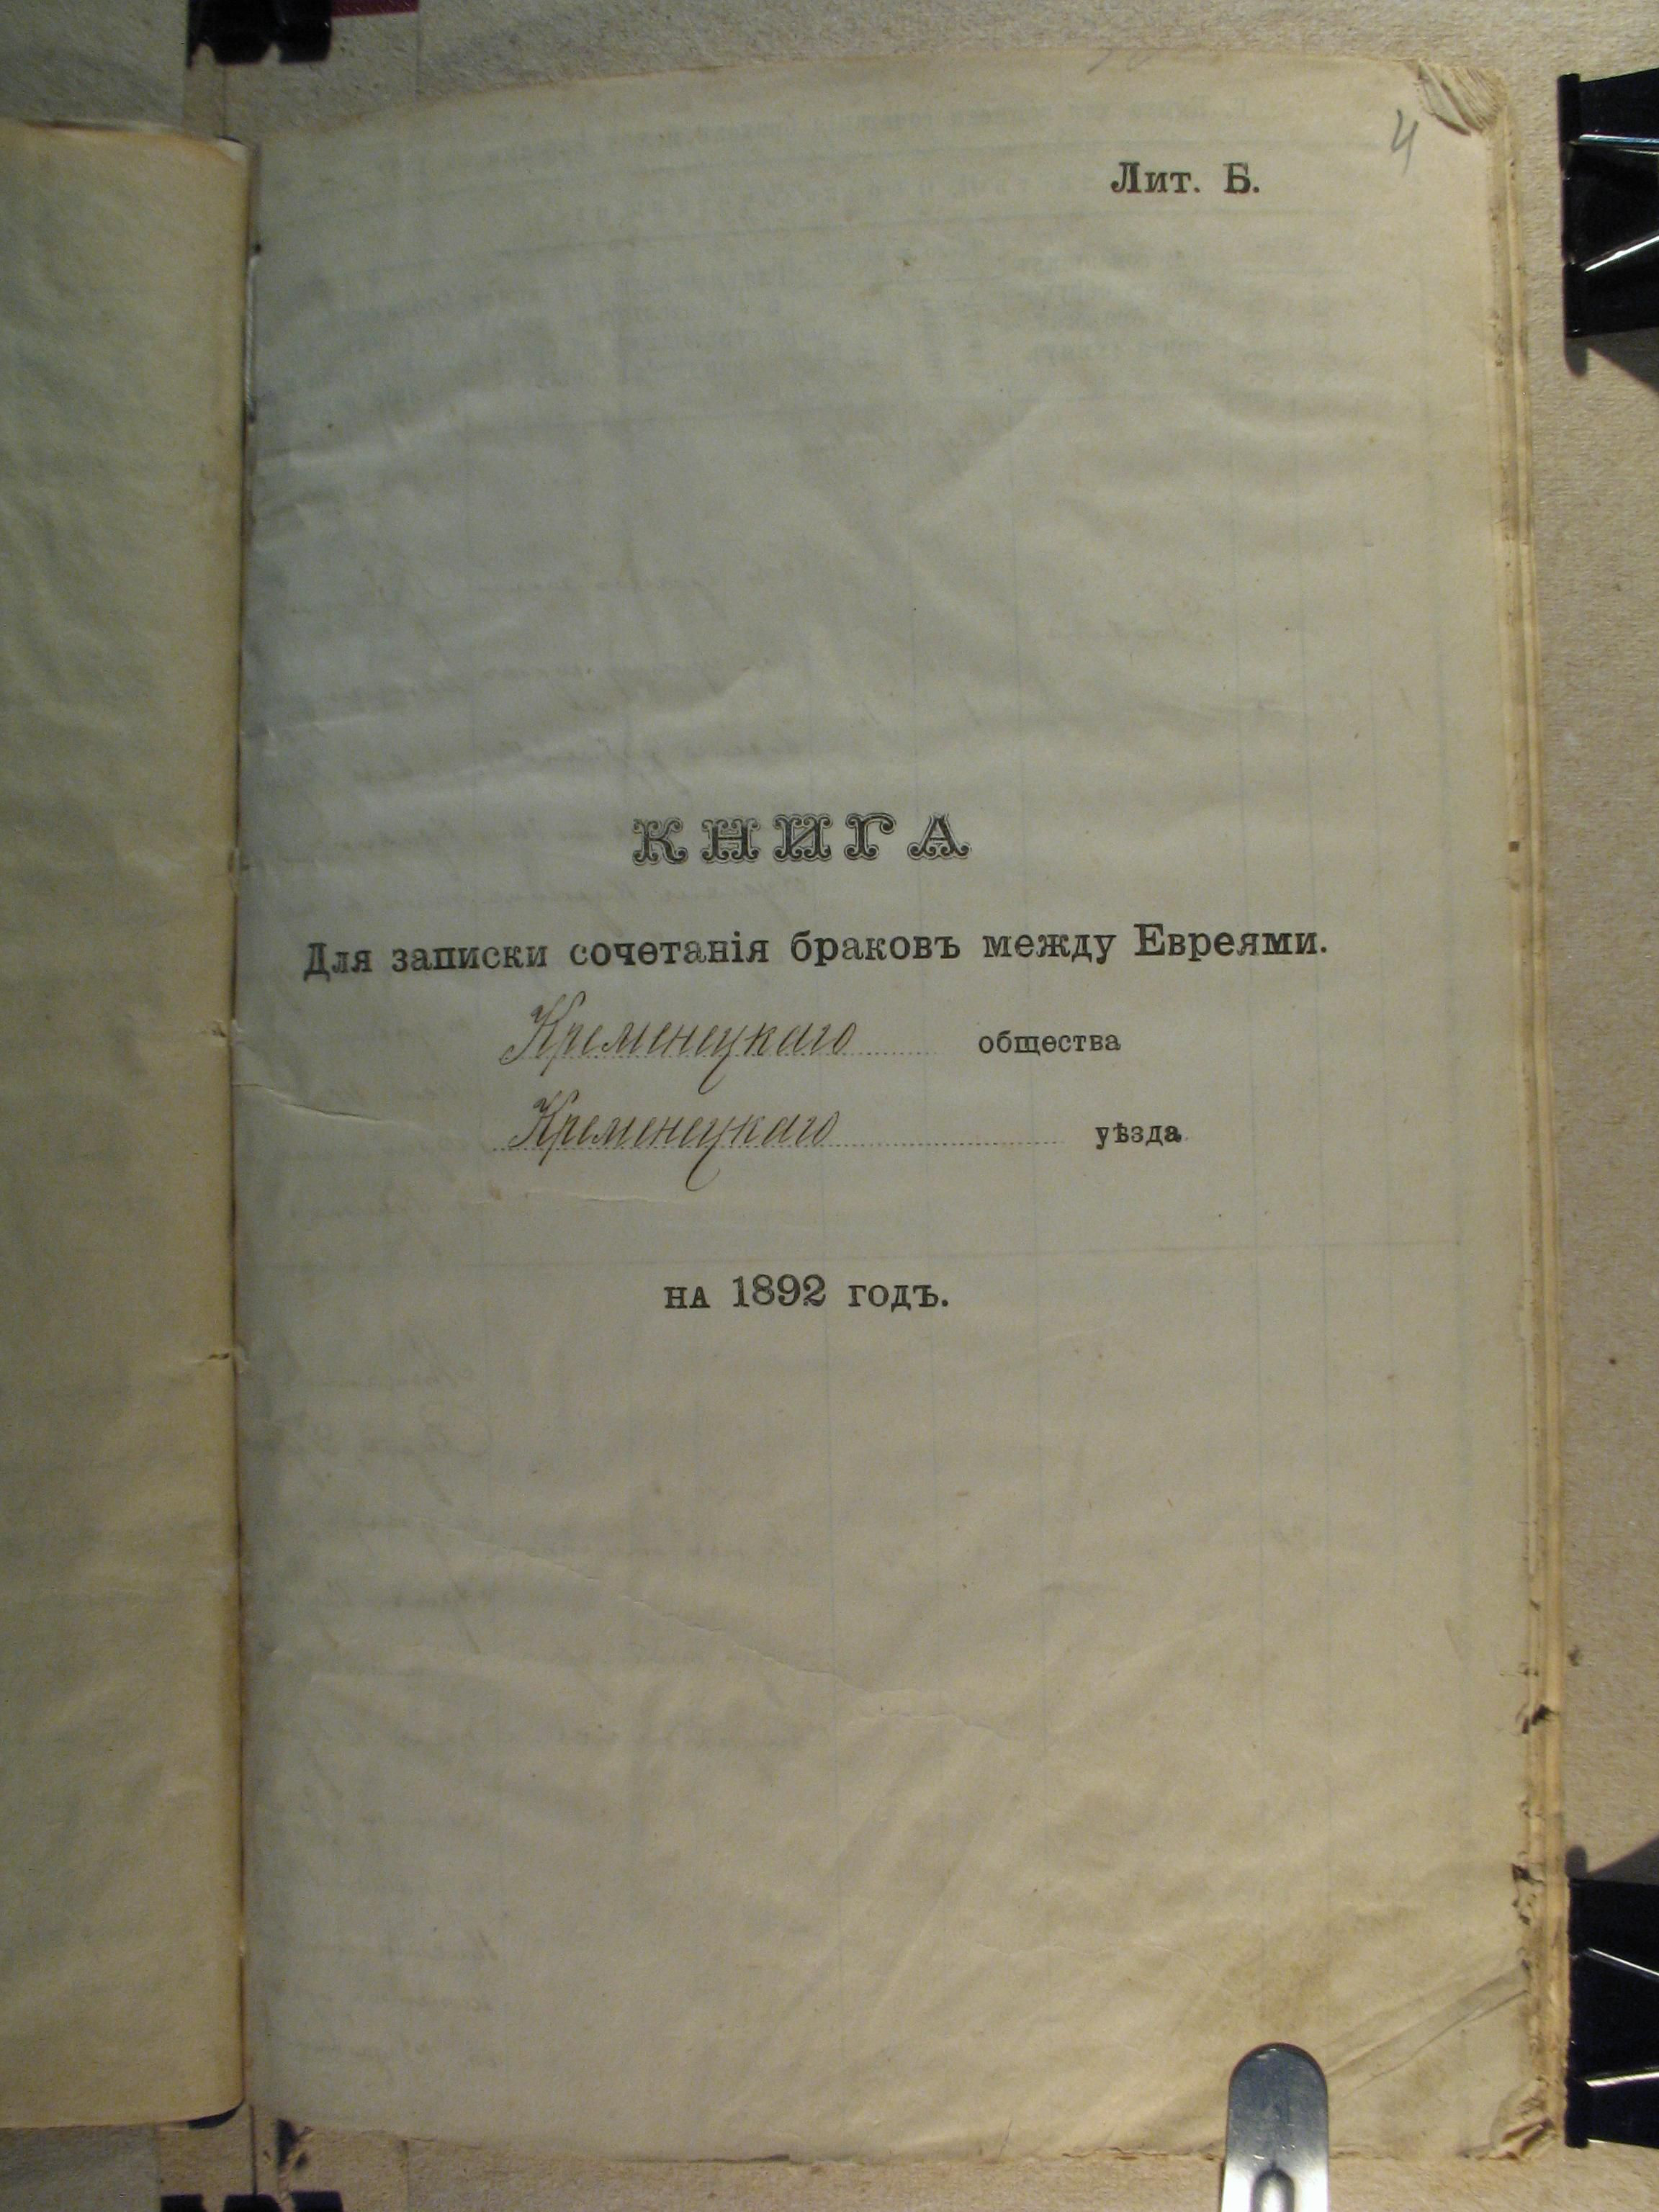 4
Лит. Б.
КНИГА
Для записки сочетанія браковъ между Евреями.
Кременецкаго общества
Кременецкаго уѣзда
на 1892 годъ.